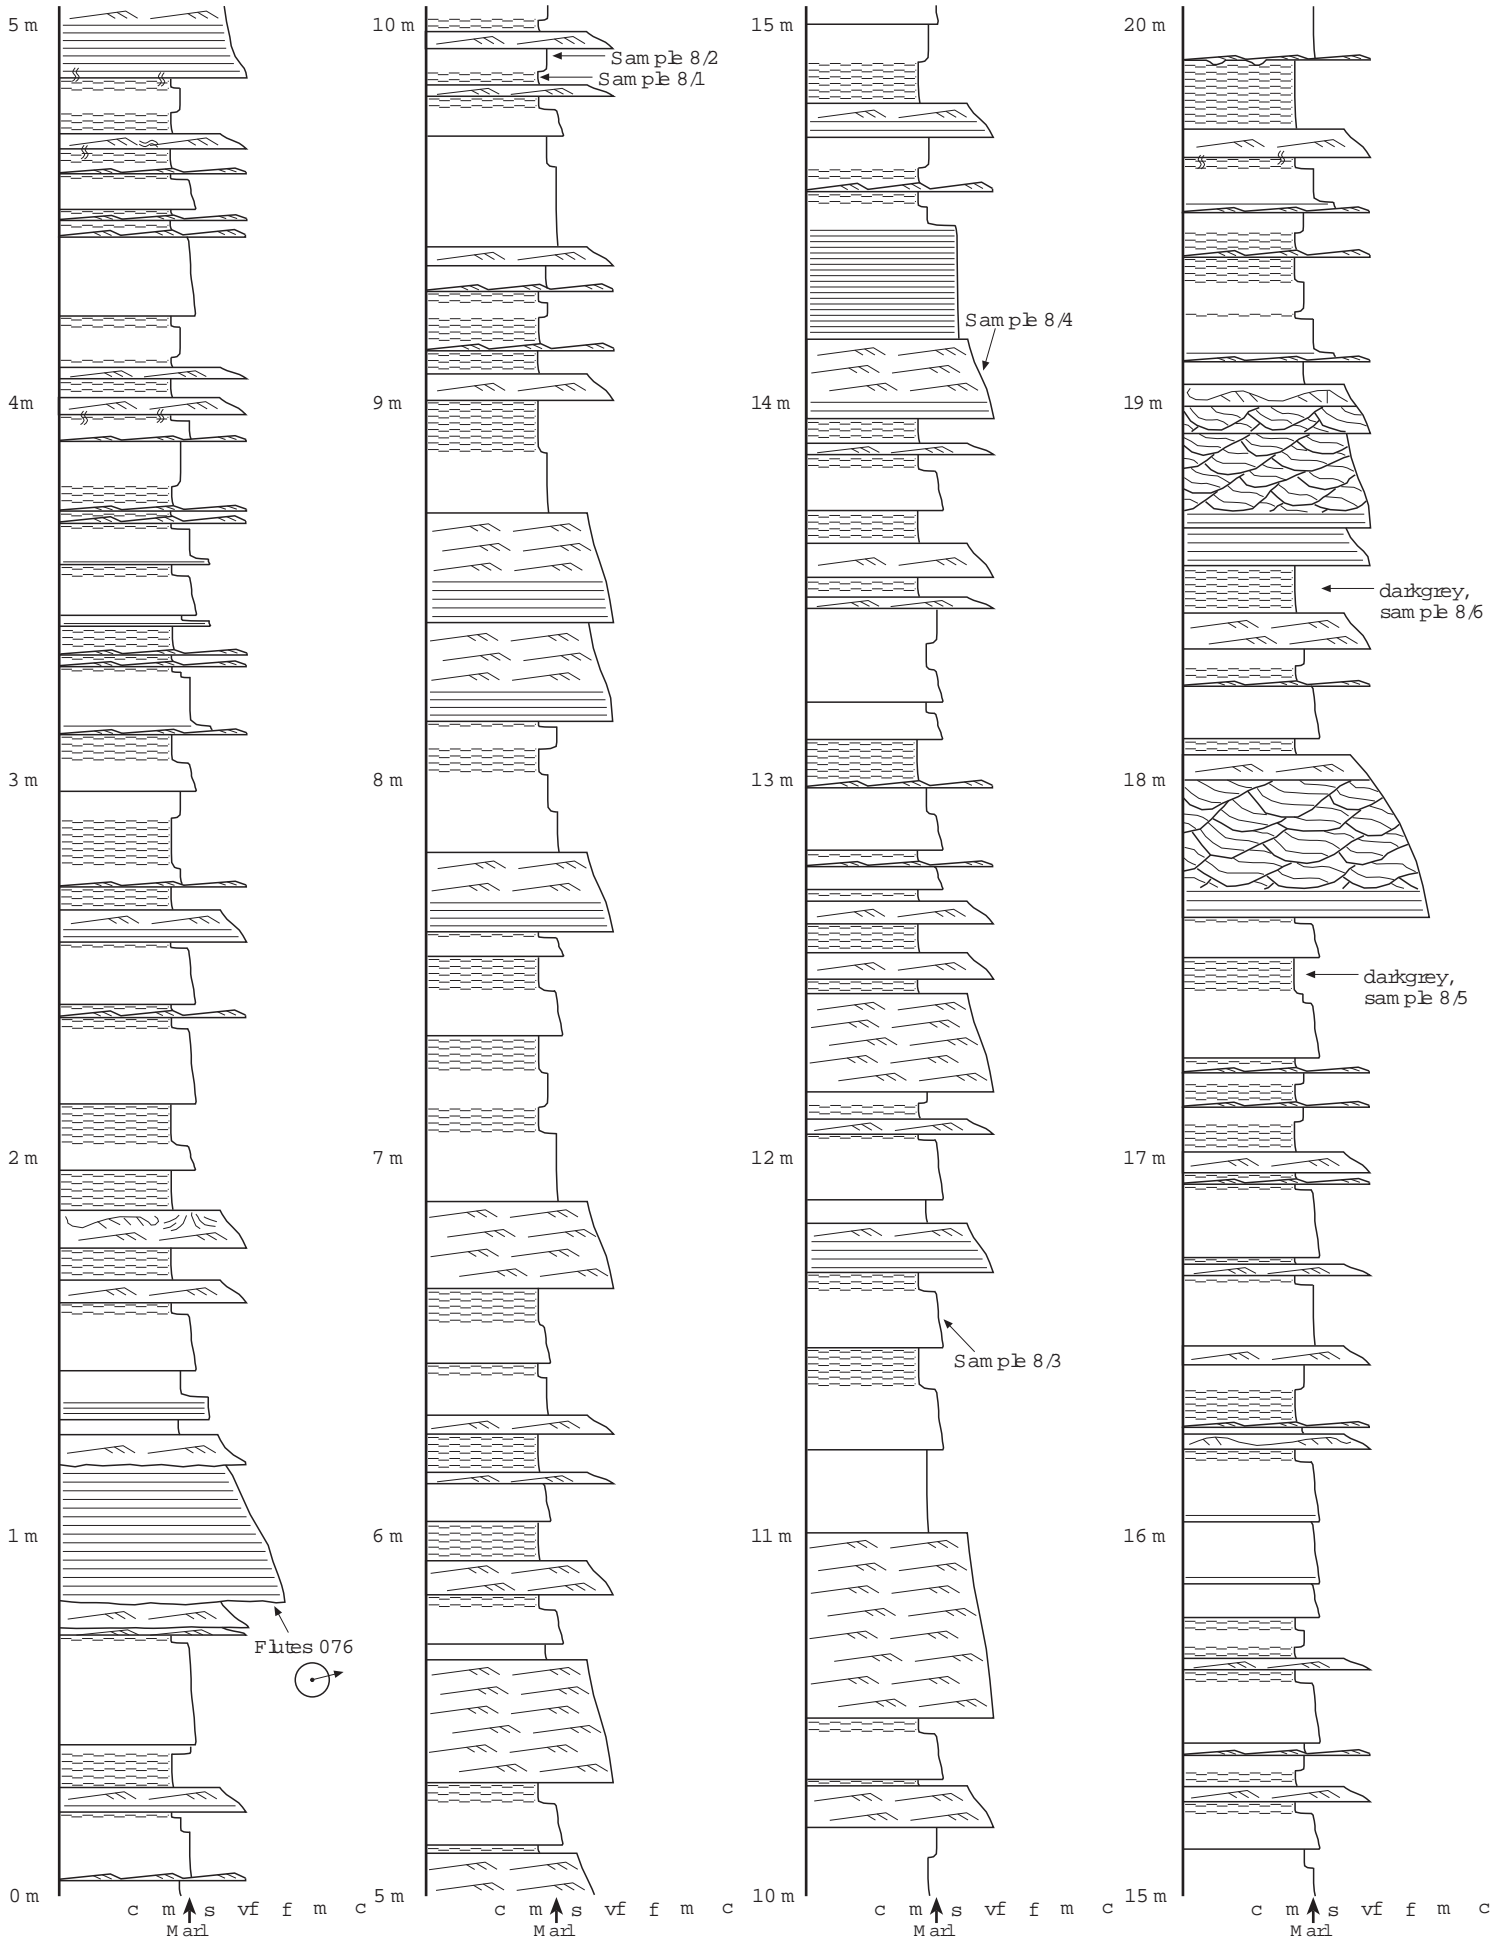 5 m
4m
3 m
2 m
1 m
0 m
Flutes 076
c m s vf f m c
Marl
10 m
9 m
8 m
7 m
6 m
5 m
Sample 8/2
Sample 8/1
c m s vf f m c
Marl
15 m
14 m
13 m
12 m
11 m
10 m
Sample 8/4
Sample 8/3
c m s vf f m c
Marl
20 m
19 m
18 m
17 m
16 m
15 m
darkgrey,
sample 8/6
darkgrey,
sample 8/5
c m s vf f m c
Marl